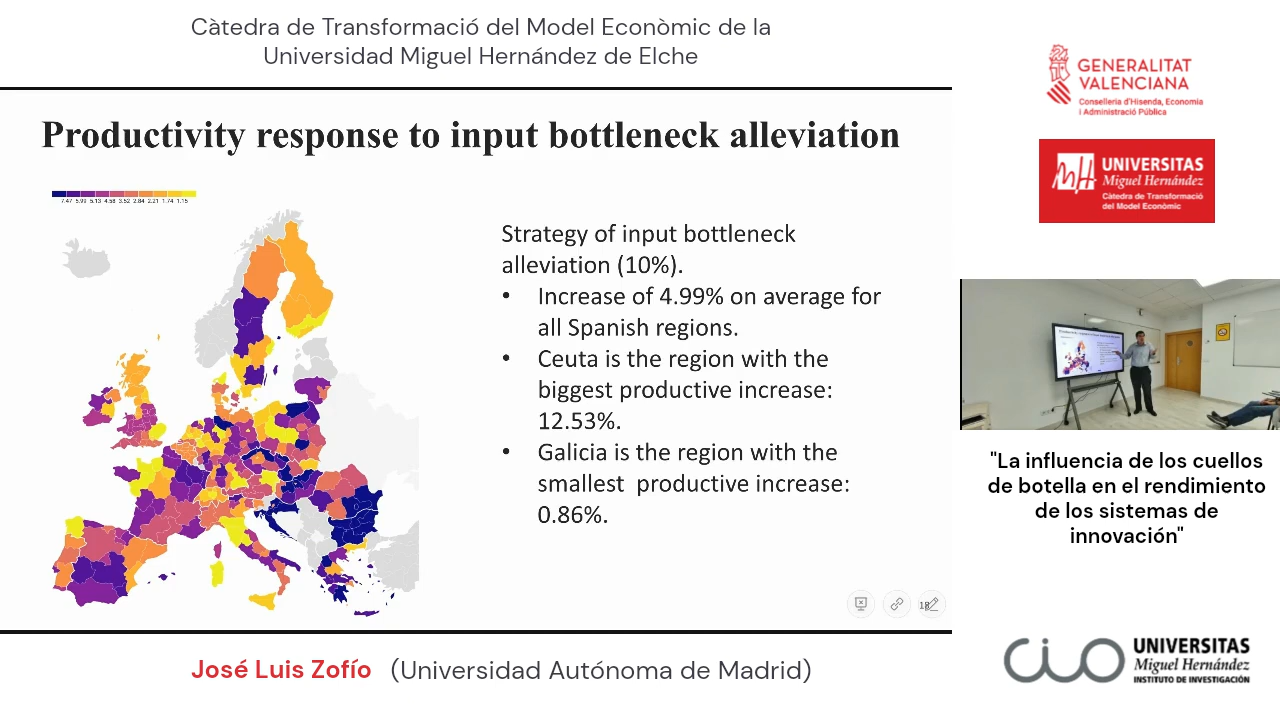 Càtedra de Transformació del Model Econòmic de la
Universidad Miguel Hernández de Elche
Productivity response to input bottleneck alleviation
7.47 5.99 5.13 4.58 3.52 2.84 2.21 1.74 1.15
Strategy of input bottleneck
alleviation (10%).
• Increase of 4.99% on average for
all Spanish regions.
• Ceuta is the region with the
biggest productive increase:
12.53%.
• Galicia is the region with the
smallest productive increase:
0.86%.
José Luis Zofío (Universidad Autónoma de Madrid)
GENERALITAT
VALENCIANA
Conselleria d'Hisenda, Economia
i Administració Pública
UNIVERSITAS
Miguel Hernández
Càtedra de Transformació
del Model Econòmic
"La influencia de los cuellos
de botella en el rendimiento
de los sistemas de
innovación"
CIO
UNIVERSITAS
Miguel Hernández
INSTITUTO DE INVESTIGACIÓN